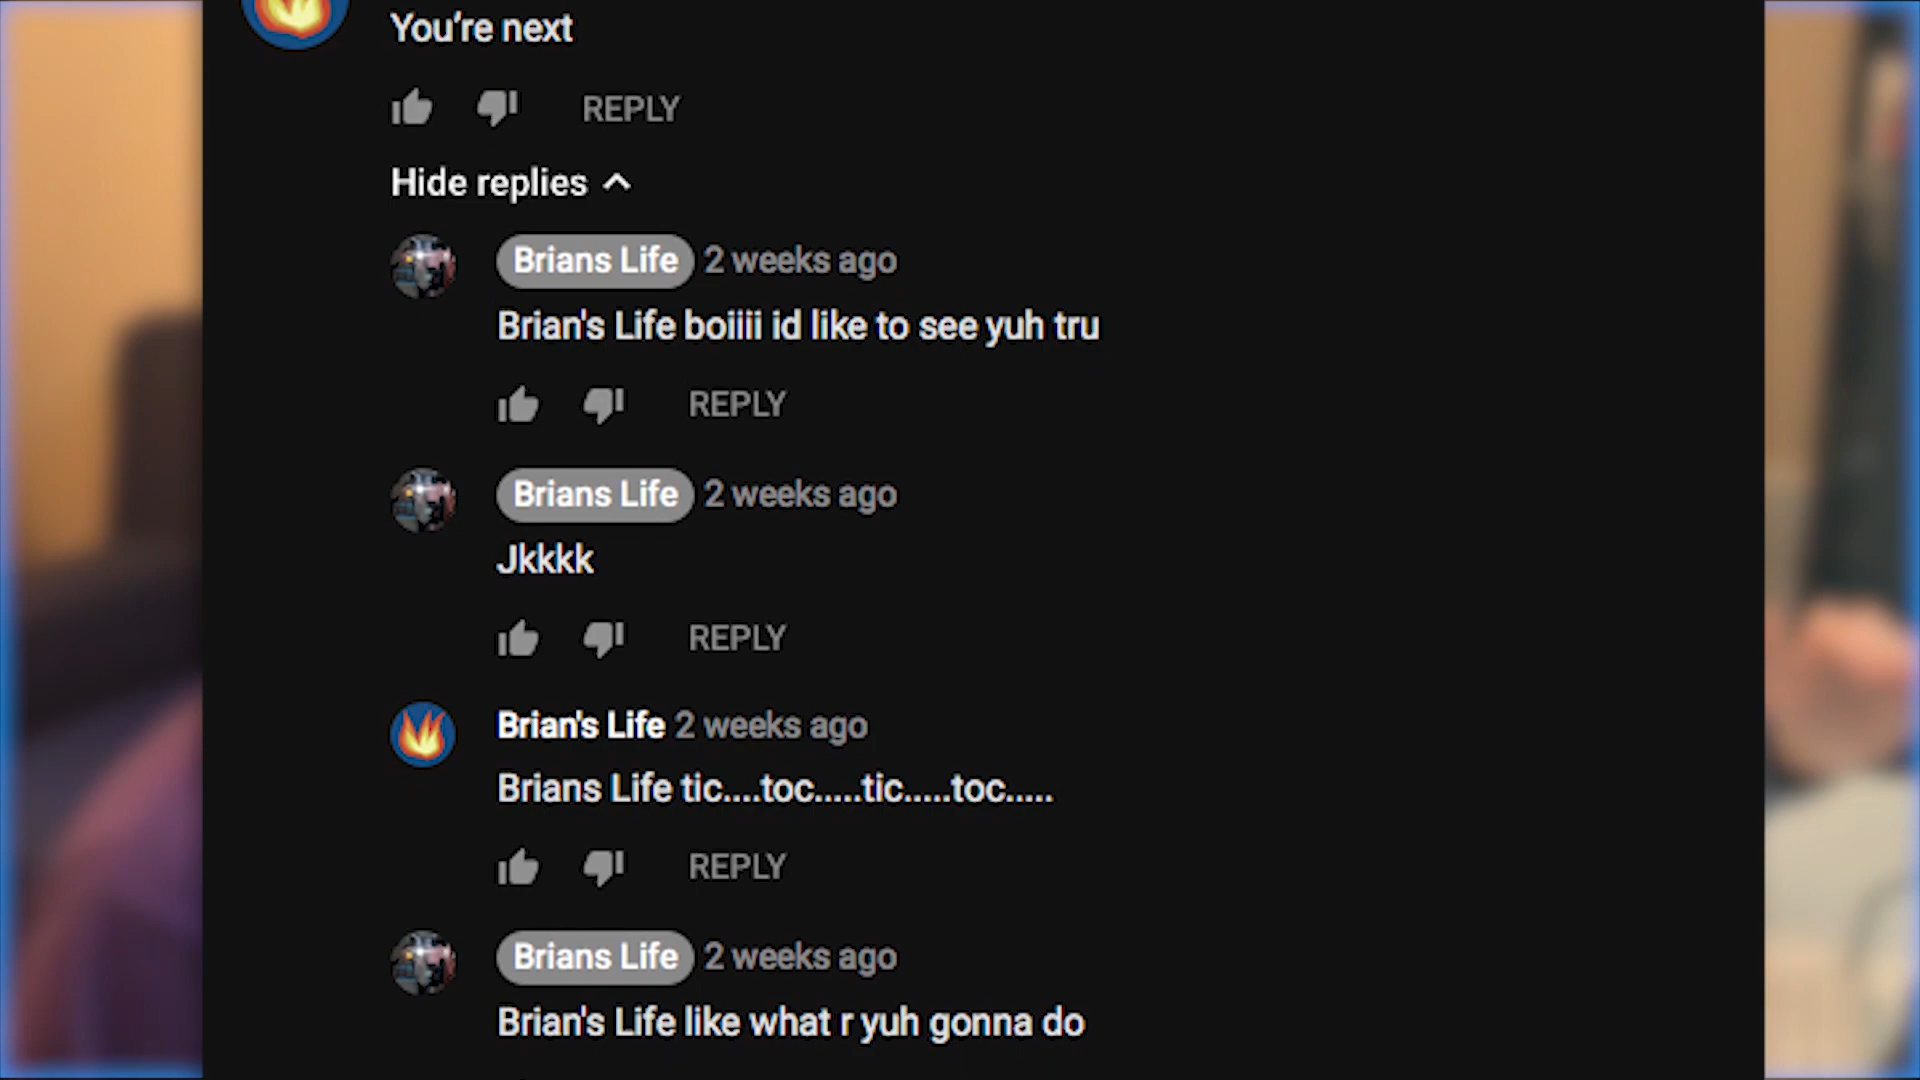 You're next
REPLY
Hide replies
Brians Life 2 weeks ago
Brian's Life boiiii id like to see yuh tru
REPLY
Brians Life 2 weeks ago
Jkkkk
REPLY
Brian's Life 2 weeks ago
Brians Life tic....toc.....tic.....toc.....
REPLY
Brians Life 2 weeks ago
Brian's Life like what r yuh gonna do